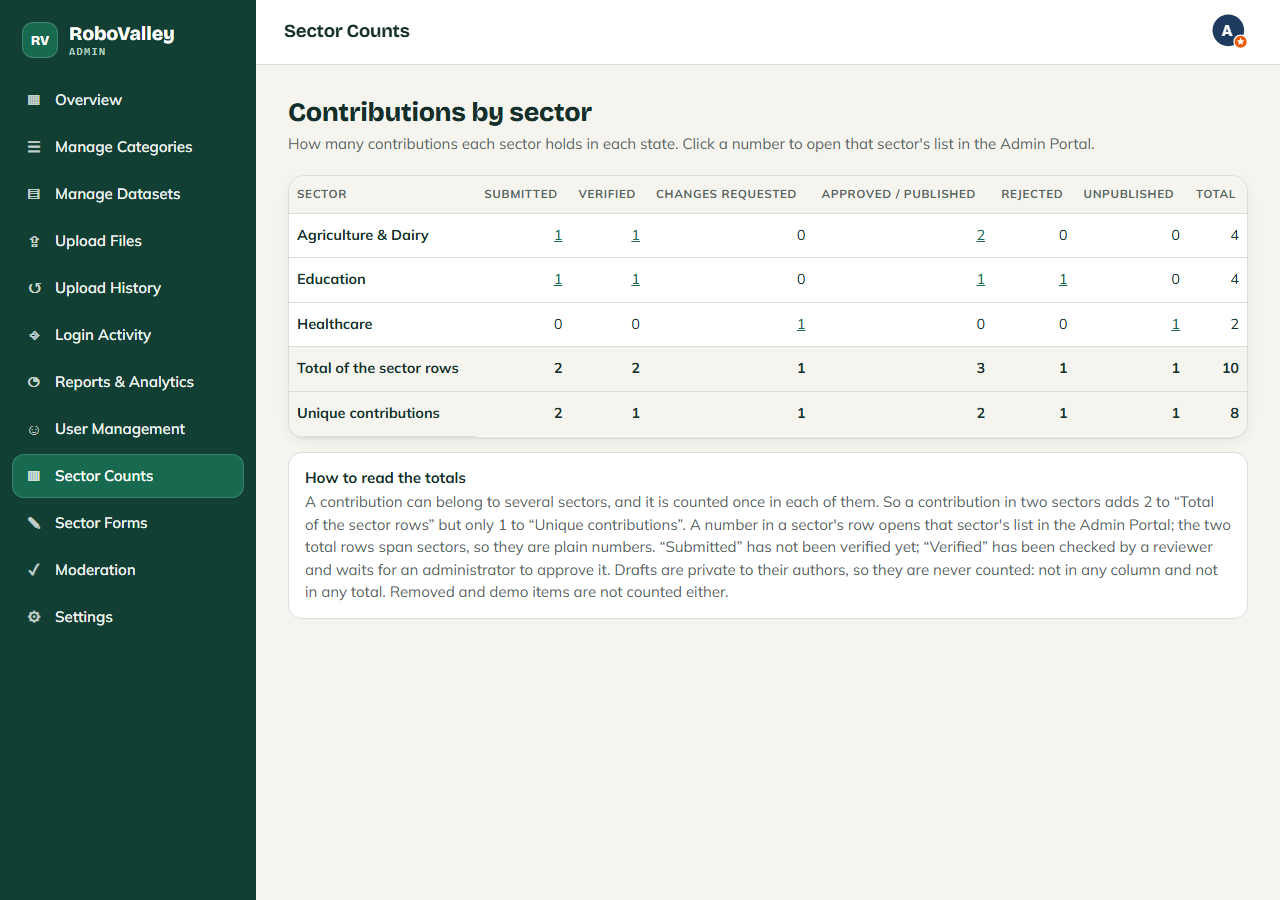 RV
RoboValley
ADMIN
Overview
Manage Categories
Manage Datasets
Upload Files
Upload History
Login Activity
Reports & Analytics
User Management
Sector Counts
Sector Forms
Moderation
Settings
Sector Counts
A
Contributions by sector
How many contributions each sector holds in each state. Click a number to open that sector's list in the Admin Portal.
SECTOR SUBMITTED VERIFIED CHANGES REQUESTED APPROVED / PUBLISHED REJECTED UNPUBLISHED TOTAL
Agriculture & Dairy 1 1 0 2 0 0 4
Education 1 1 0 1 1 0 4
Healthcare 0 0 1 0 0 1 2
Total of the sector rows 2 2 1 3 1 1 10
Unique contributions 2 1 1 2 1 1 8
How to read the totals
A contribution can belong to several sectors, and it is counted once in each of them. So a contribution in two sectors adds 2 to “Total
of the sector rows” but only 1 to “Unique contributions”. A number in a sector's row opens that sector's list in the Admin Portal; the two
total rows span sectors, so they are plain numbers. “Submitted” has not been verified yet; “Verified” has been checked by a reviewer
and waits for an administrator to approve it. Drafts are private to their authors, so they are never counted: not in any column and not
in any total. Removed and demo items are not counted either.